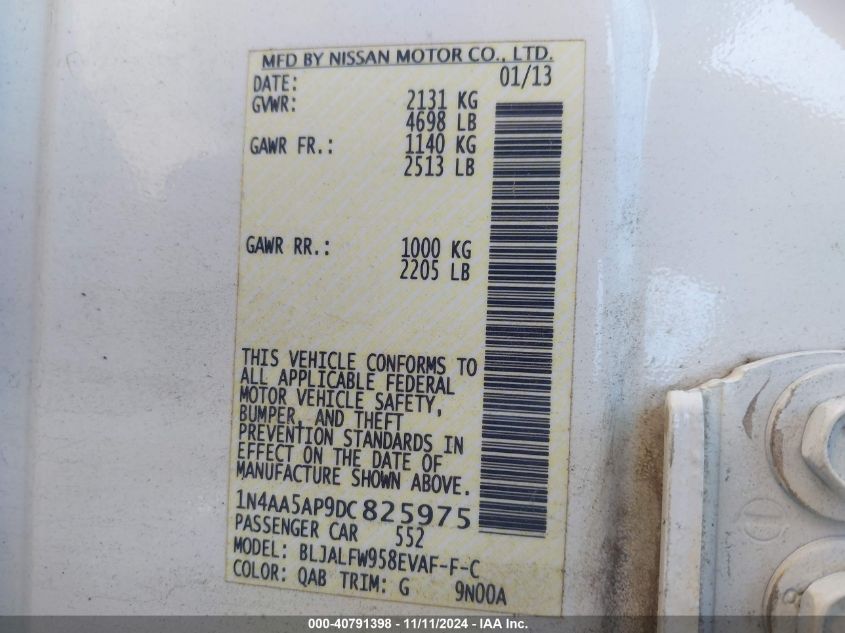 MFD BY NISSAN MOTOR CO., LTD.
DATE: 01/13
GVWR: 2131 KG
4698 LB
GAWR FR.: 1140 KG
2513 LB
GAWR RR.: 1000 KG
2205 LB
THIS VEHICLE CONFORMS TO
ALL APPLICABLE FEDERAL
MOTOR VEHICLE SAFETY,
BUMPER, AND THEFT
PREVENTION STANDARDS IN
EFFECT ON THE DATE OF
MANUFACTURE SHOWN ABOVE.
1N4AA5AP9DC825975
PASSENGER CAR 552
MODEL: BLJALFW958EVAF-F-C
COLOR: QAB TRIM: G 9N00A
000-40791398 - 11/11/2024 - IAA Inc.